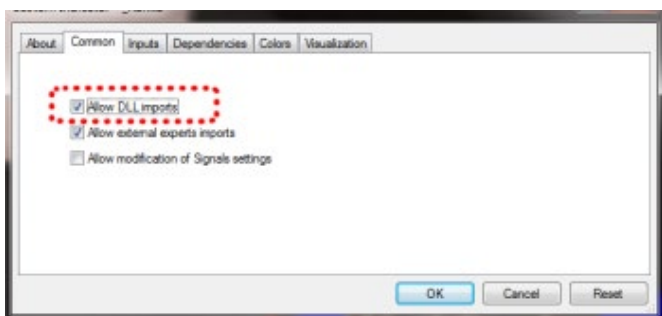 About Common Inputs Dependencies Colors Visualization
Allow DLL imports
Allow external experts imports
Allow modification of Signals settings
OK Cancel Reset